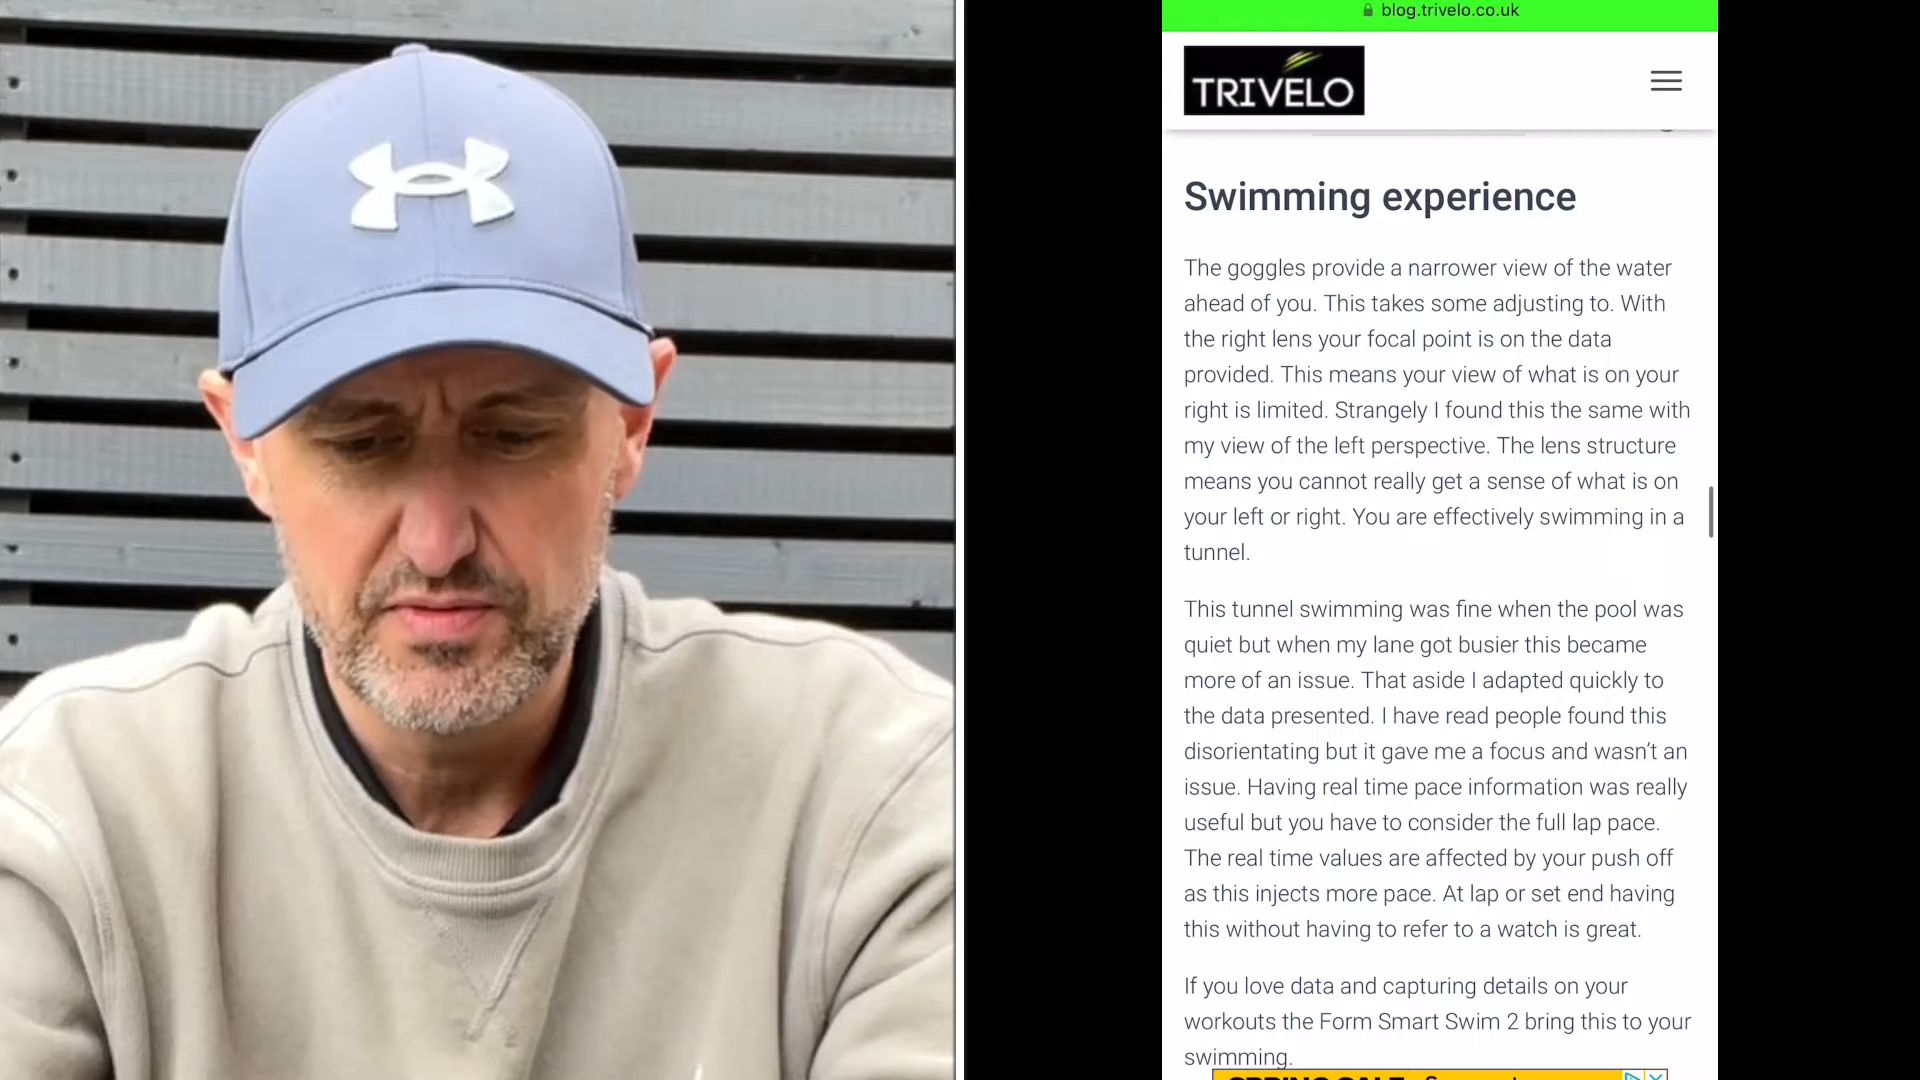 blog.trivelo.co.uk
TRIVELO
Swimming experience
The goggles provide a narrower view of the water
ahead of you. This takes some adjusting to. With
the right lens your focal point is on the data
provided. This means your view of what is on your
right is limited. Strangely I found this the same with
my view of the left perspective. The lens structure
means you cannot really get a sense of what is on
your left or right. You are effectively swimming in a
tunnel.
This tunnel swimming was fine when the pool was
quiet but when my lane got busier this became
more of an issue. That aside I adapted quickly to
the data presented. I have read people found this
disorientating but it gave me a focus and wasn’t an
issue. Having real time pace information was really
useful but you have to consider the full lap pace.
The real time values are affected by your push off
as this injects more pace. At lap or set end having
this without having to refer to a watch is great.
If you love data and capturing details on your
workouts the Form Smart Swim 2 bring this to your
swimming.
SPRING SALE